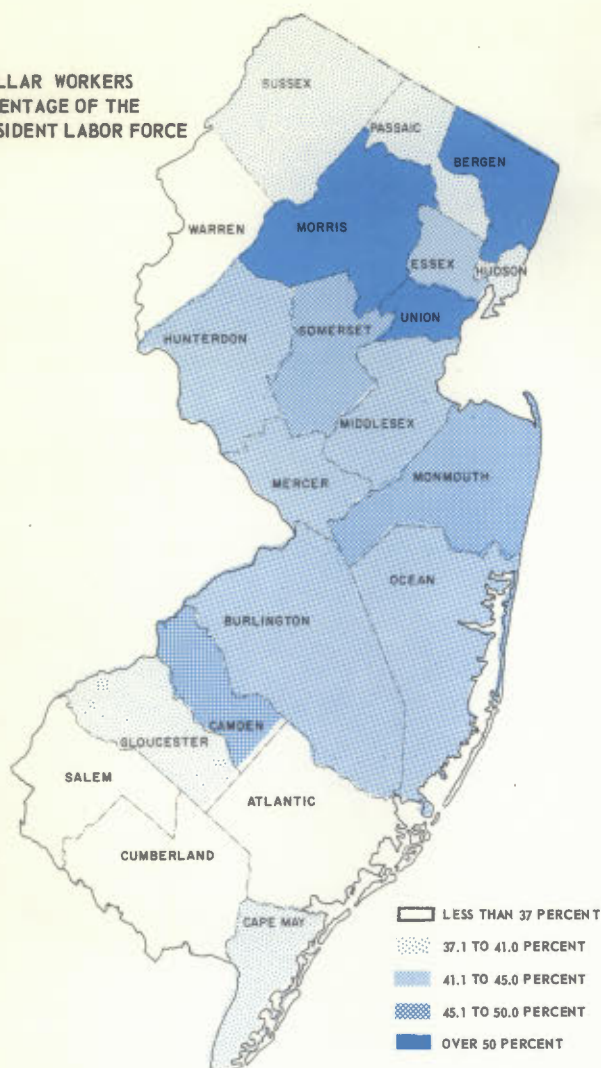 LLAR WORKERS
ENTAGE OF THE
SIDENT LABOR FORCE
SUSSEX
PASSAIC
BERGEN
WARREN
MORRIS
ESSEX
HUDSON
UNION
HUNTERDON
SOMERSET
MIDDLESEX
MERCER
MONMOUTH
OCEAN
BURLINGTON
CAMDEN
GLOUCESTER
SALEM
ATLANTIC
CUMBERLAND
CAPE MAY
LESS THAN 37 PERCENT
37.1 TO 41.0 PERCENT
41.1 TO 45.0 PERCENT
45.1 TO 50.0 PERCENT
OVER 50 PERCENT